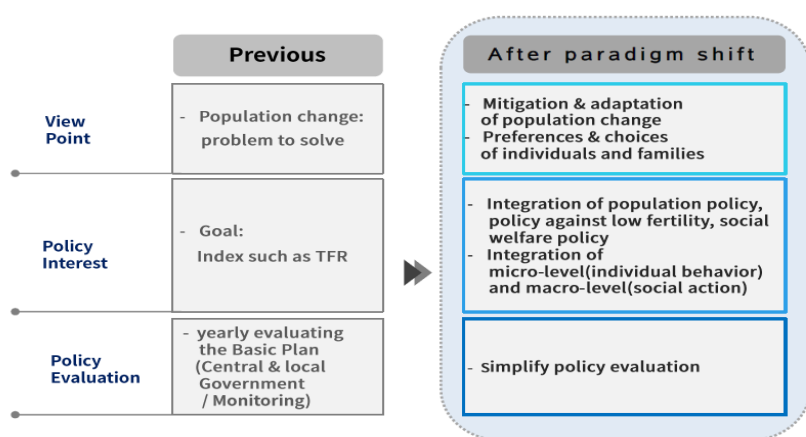 Previous
After paradigm shift
View
Point
- Population change:
problem to solve
- Mitigation & adaptation
of population change
- Preferences & choices
of individuals and families
Policy
Interest
- Goal:
Index such as TFR
- Integration of population policy,
policy against low fertility, social
welfare policy
- Integration of
micro-level(individual behavior)
and macro-level(social action)
Policy
Evaluation
- yearly evaluating
the Basic Plan
(Central & local
Government
/ Monitoring)
- simplify policy evaluation